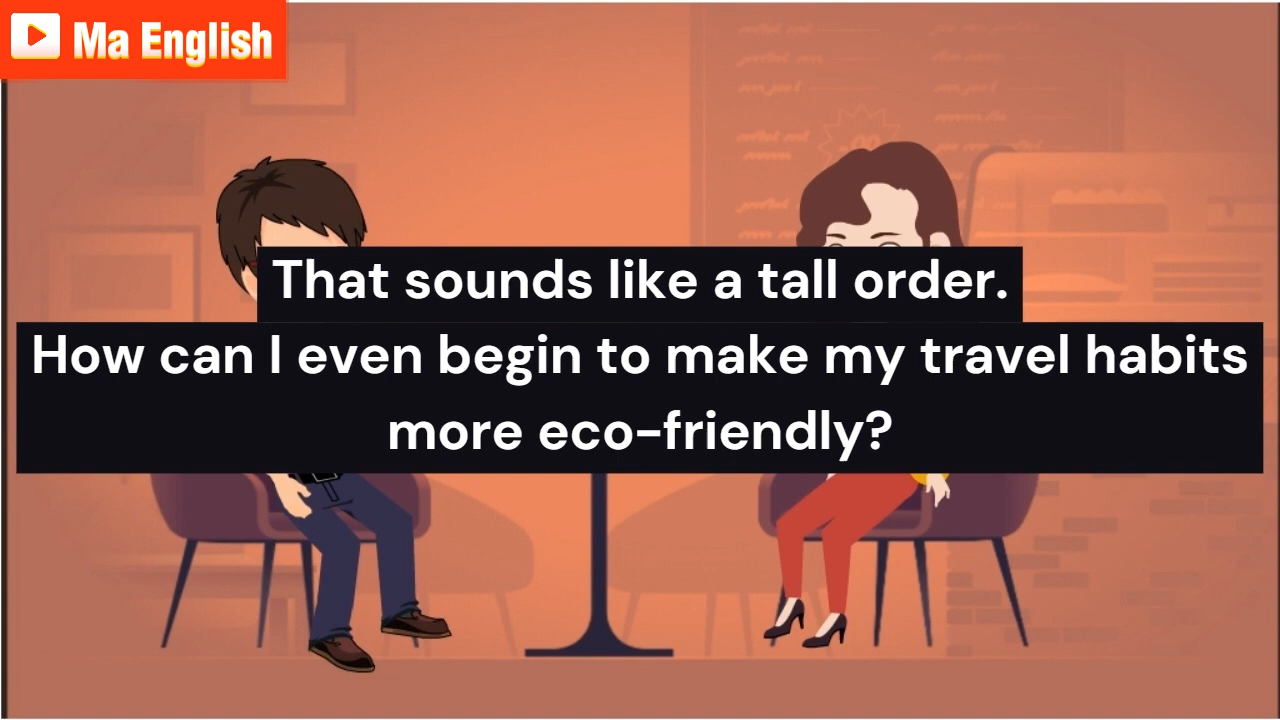 Ma English
That sounds like a tall order.
How can I even begin to make my travel habits
more eco-friendly?